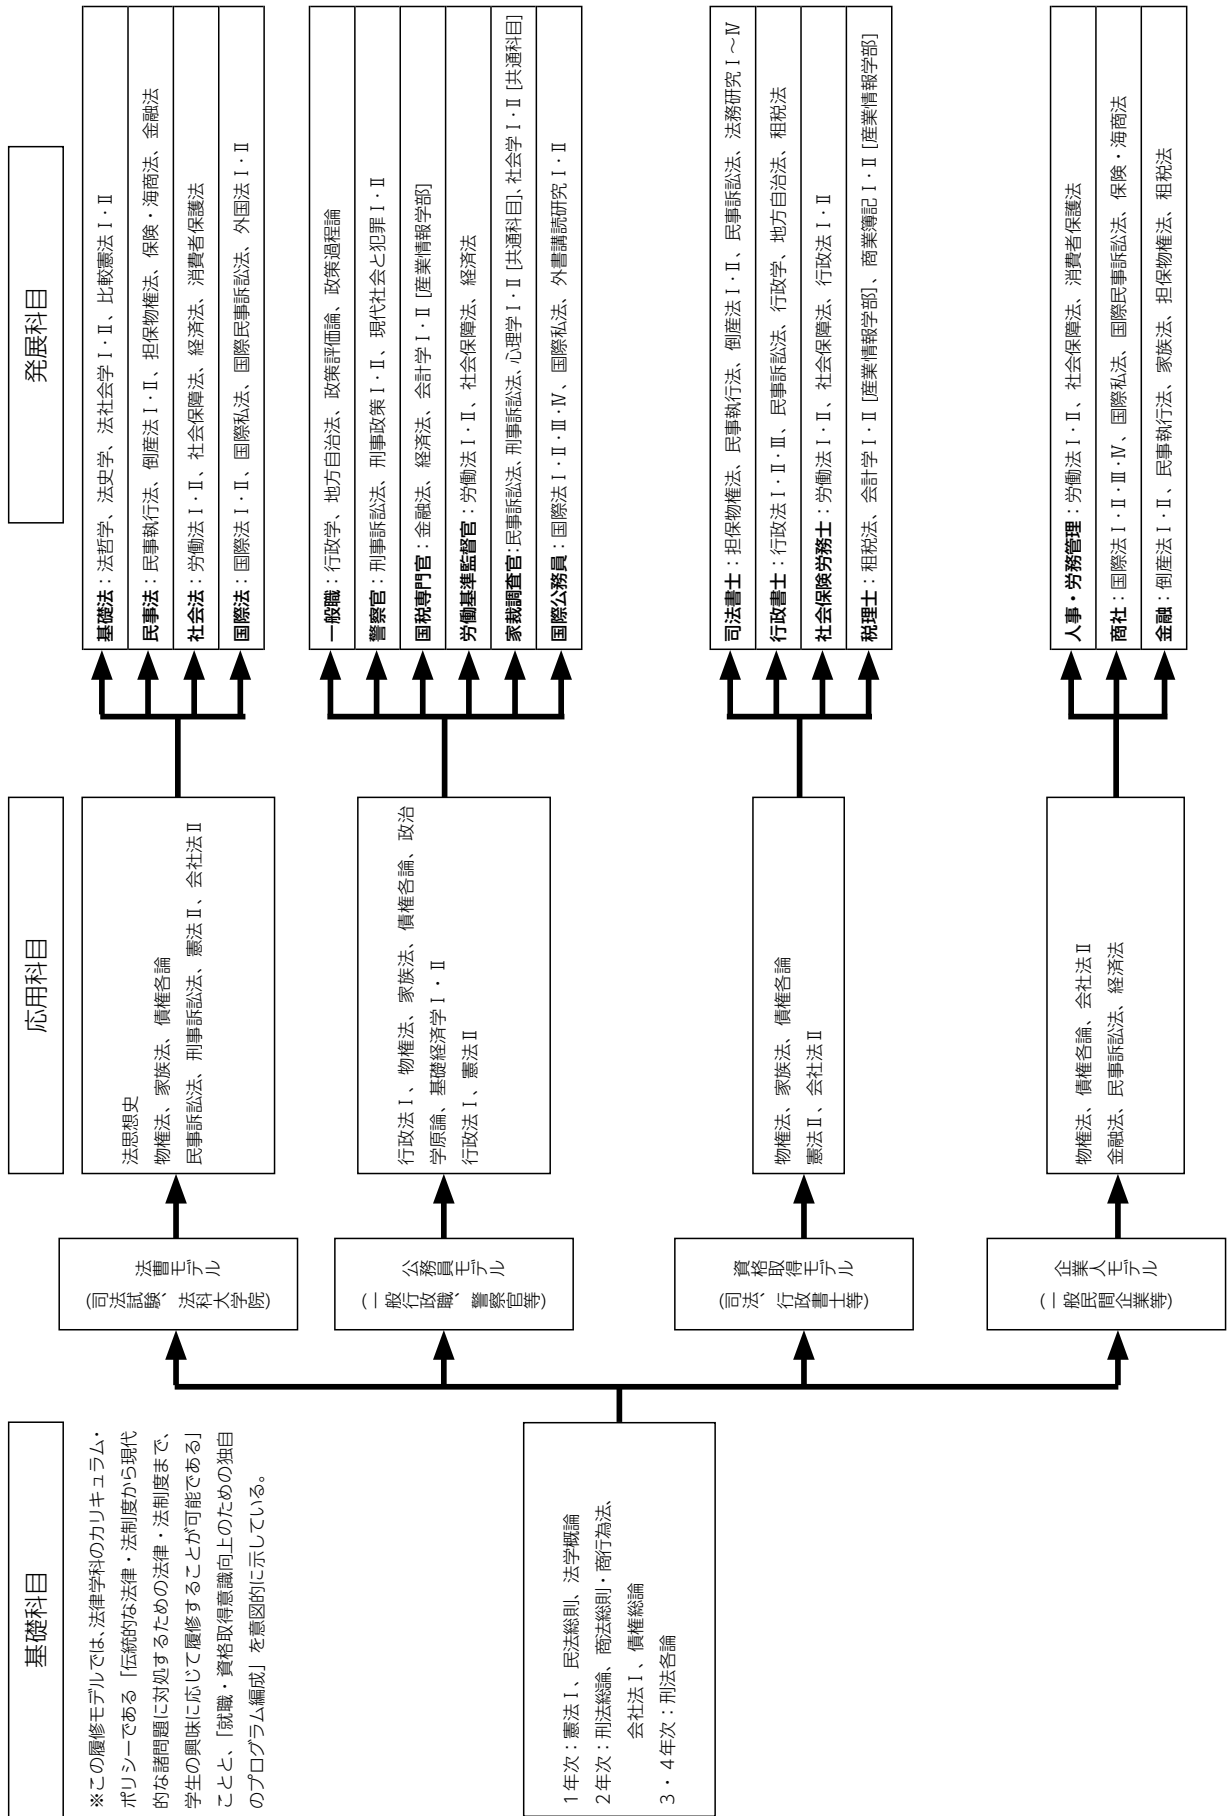 基礎科目
※この履修モデルでは、法律学科のカリキュラム・
ポリシーである「伝統的な法律・法制度から現代
的な諸問題に対処するための法律・法制度まで、
学生の興味に応じて履修することが可能である」
ことと、「就職・資格取得意識向上のための独自
のプログラム編成」を意図的に示している。
1年次：憲法Ⅰ、民法総則、法学概論
2年次：刑法総論、商法総則・商行為法、
会社法Ⅰ、債権総論
3・4年次：刑法各論
法曹モデル
(司法試験、法科大学院)
公務員モデル
(一般行政職、警察官等)
資格取得モデル
(司法、行政書士等)
企業人モデル
(一般民間企業等)
応用科目
法思想史
物権法、家族法、債権各論
民事訴訟法、刑事訴訟法、憲法Ⅱ、会社法Ⅱ
行政法Ⅰ、物権法、家族法、債権各論、政治
学原論、基礎経済学Ⅰ・Ⅱ
行政法Ⅰ、憲法Ⅱ
物権法、家族法、債権各論
憲法Ⅱ、会社法Ⅱ
物権法、債権各論、会社法Ⅱ
金融法、民事訴訟法、経済法
発展科目
基礎法：法哲学、法史学、法社会学Ⅰ・Ⅱ、比較憲法Ⅰ・Ⅱ
民事法：民事執行法、倒産法Ⅰ・Ⅱ、担保物権法、保険・海商法、金融法
社会法：労働法Ⅰ・Ⅱ、社会保障法、経済法、消費者保護法
国際法：国際法Ⅰ・Ⅱ、国際私法、国際民事訴訟法、外国法Ⅰ・Ⅱ
一般職：行政学、地方自治法、政策評価論、政策過程論
警察官：刑事訴訟法、刑事政策Ⅰ・Ⅱ、現代社会と犯罪Ⅰ・Ⅱ
国税専門官：金融法、経済法、会計学Ⅰ・Ⅱ [産業情報学部]
労働基準監督官：労働法Ⅰ・Ⅱ、社会保障法、経済法
家裁調査官：民事訴訟法、刑事訴訟法、心理学Ⅰ・Ⅱ [共通科目]、社会学Ⅰ・Ⅱ [共通科目]
国際公務員：国際法Ⅰ・Ⅱ・Ⅲ・Ⅳ、国際私法、外書講読研究Ⅰ・Ⅱ
司法書士：担保物権法、民事執行法、倒産法Ⅰ・Ⅱ、民事訴訟法、法務研究Ⅰ～Ⅳ
行政書士：行政法Ⅰ・Ⅱ・Ⅲ、民事訴訟法、行政学、地方自治法、租税法
社会保険労務士：労働法Ⅰ・Ⅱ、社会保障法、行政法Ⅰ・Ⅱ
税理士：租税法、会計学Ⅰ・Ⅱ [産業情報学部]、商業簿記Ⅰ・Ⅱ [産業情報学部]
人事・労務管理：労働法Ⅰ・Ⅱ、社会保障法、消費者保護法
商社：国際法Ⅰ・Ⅱ・Ⅲ・Ⅳ、国際私法、国際民事訴訟法、保険・海商法
金融：倒産法Ⅰ・Ⅱ、民事執行法、家族法、担保物権法、租税法